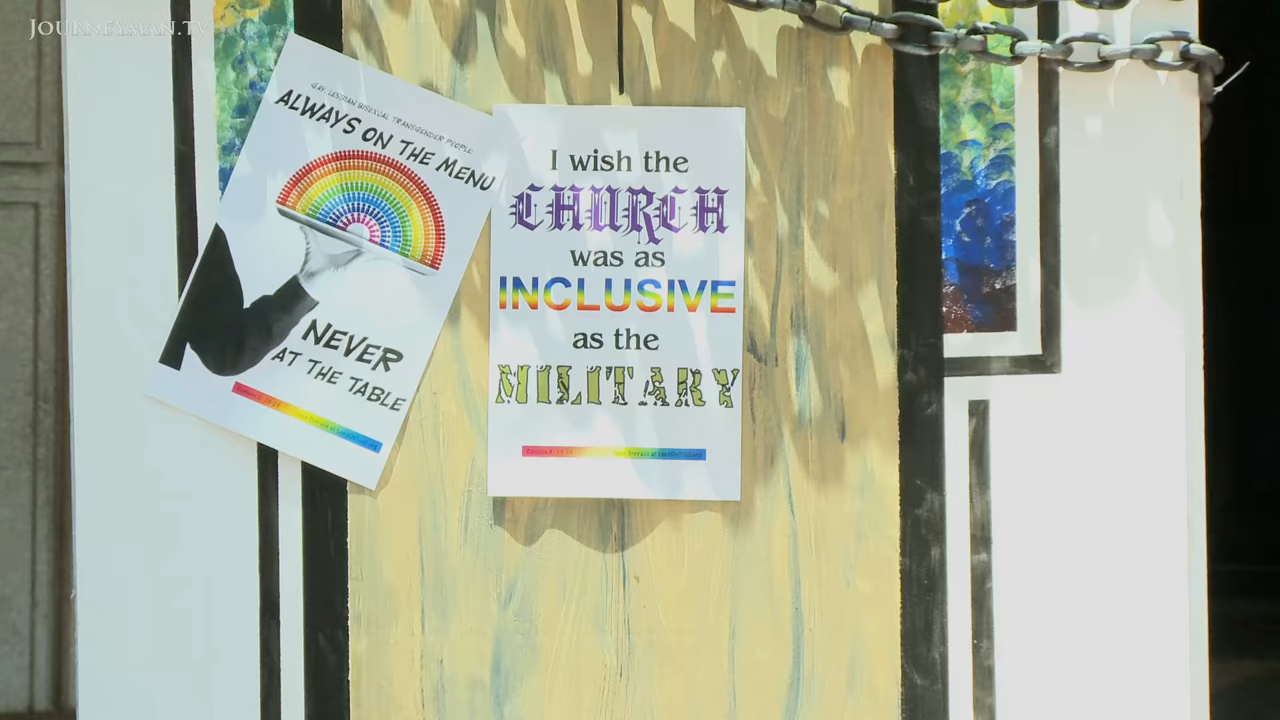 JOURNEYMAN.TV
GAY LESBIAN BISEXUAL TRANSGENDER PEOPLE
ALWAYS ON THE MENU
NEVER
AT THE TABLE
I wish the
CHURCH
was as
INCLUSIVE
as the
MILITARY